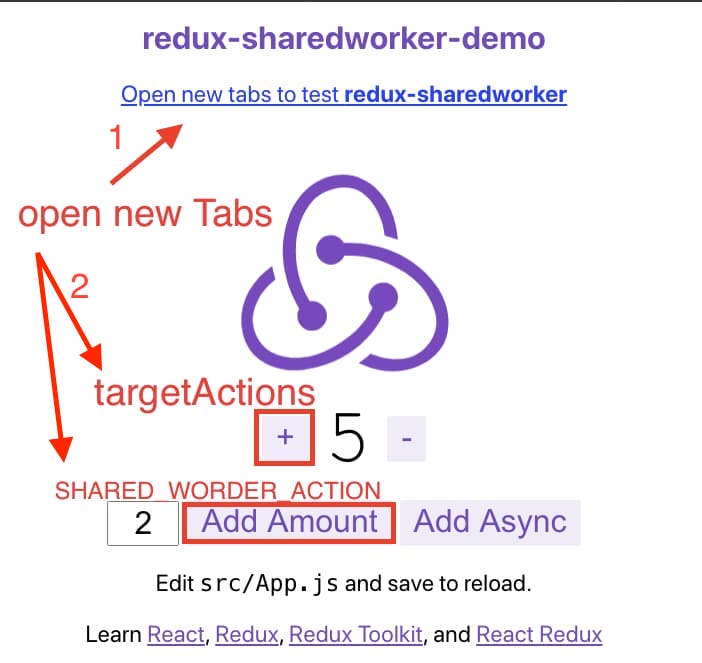 redux-sharedworker-demo
Open new tabs to test redux-sharedworker
1
open new Tabs
2
targetActions
+ 5 -
SHARED_WORDER_ACTION
2 Add Amount Add Async
Edit src/App.js and save to reload.
Learn React, Redux, Redux Toolkit, and React Redux